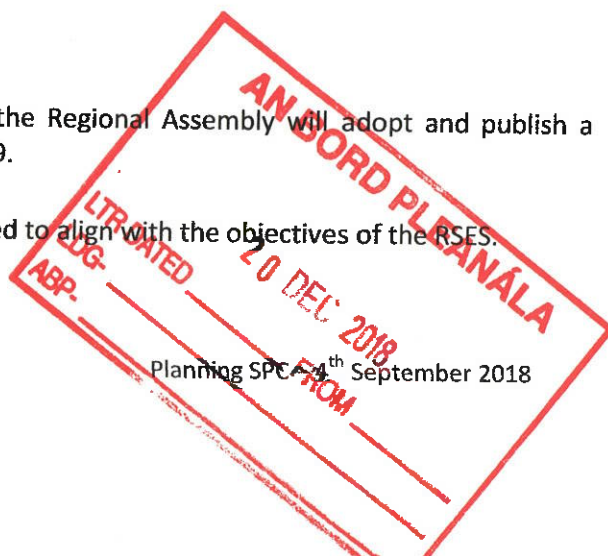 the Regional Assembly will adopt and publish a
9.
ed to align with the objectives of the RSES.
Planning SPC – 4th September 2018
AN BORD PLEANÁLA
LTR DATED FROM
20 DEC 2018
LDG-
ABP-